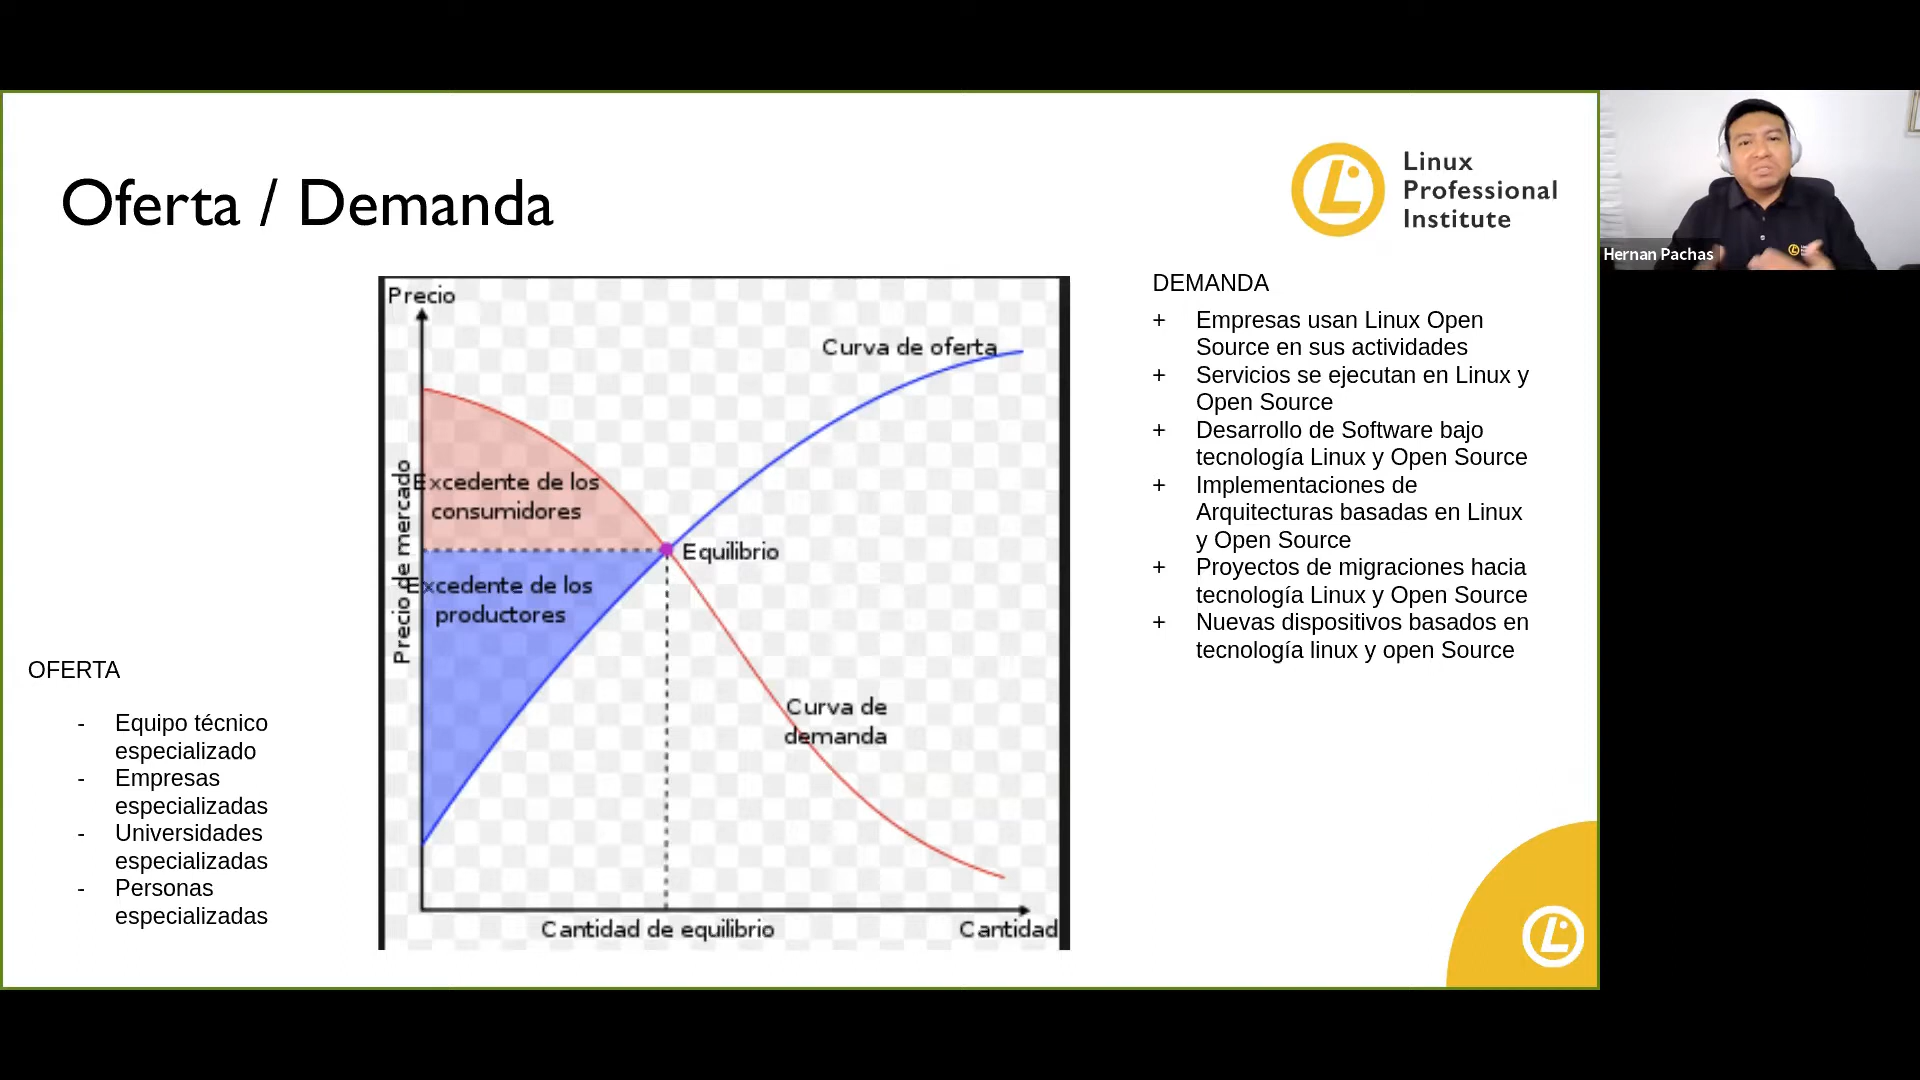 Oferta / Demanda
Linux
Professional
Institute
Hernan Pachas
Precio
Curva de oferta
Excedente de los
consumidores
Precio de mercado
Equilibrio
Excedente de los
productores
Curva de
demanda
Cantidad de equilibrio
Cantidad
OFERTA
- Equipo técnico
especializado
- Empresas
especializadas
- Universidades
especializadas
- Personas
especializadas
DEMANDA
+ Empresas usan Linux Open
Source en sus actividades
+ Servicios se ejecutan en Linux y
Open Source
+ Desarrollo de Software bajo
tecnología Linux y Open Source
+ Implementaciones de
Arquitecturas basadas en Linux
y Open Source
+ Proyectos de migraciones hacia
tecnología Linux y Open Source
+ Nuevas dispositivos basados en
tecnología linux y open Source